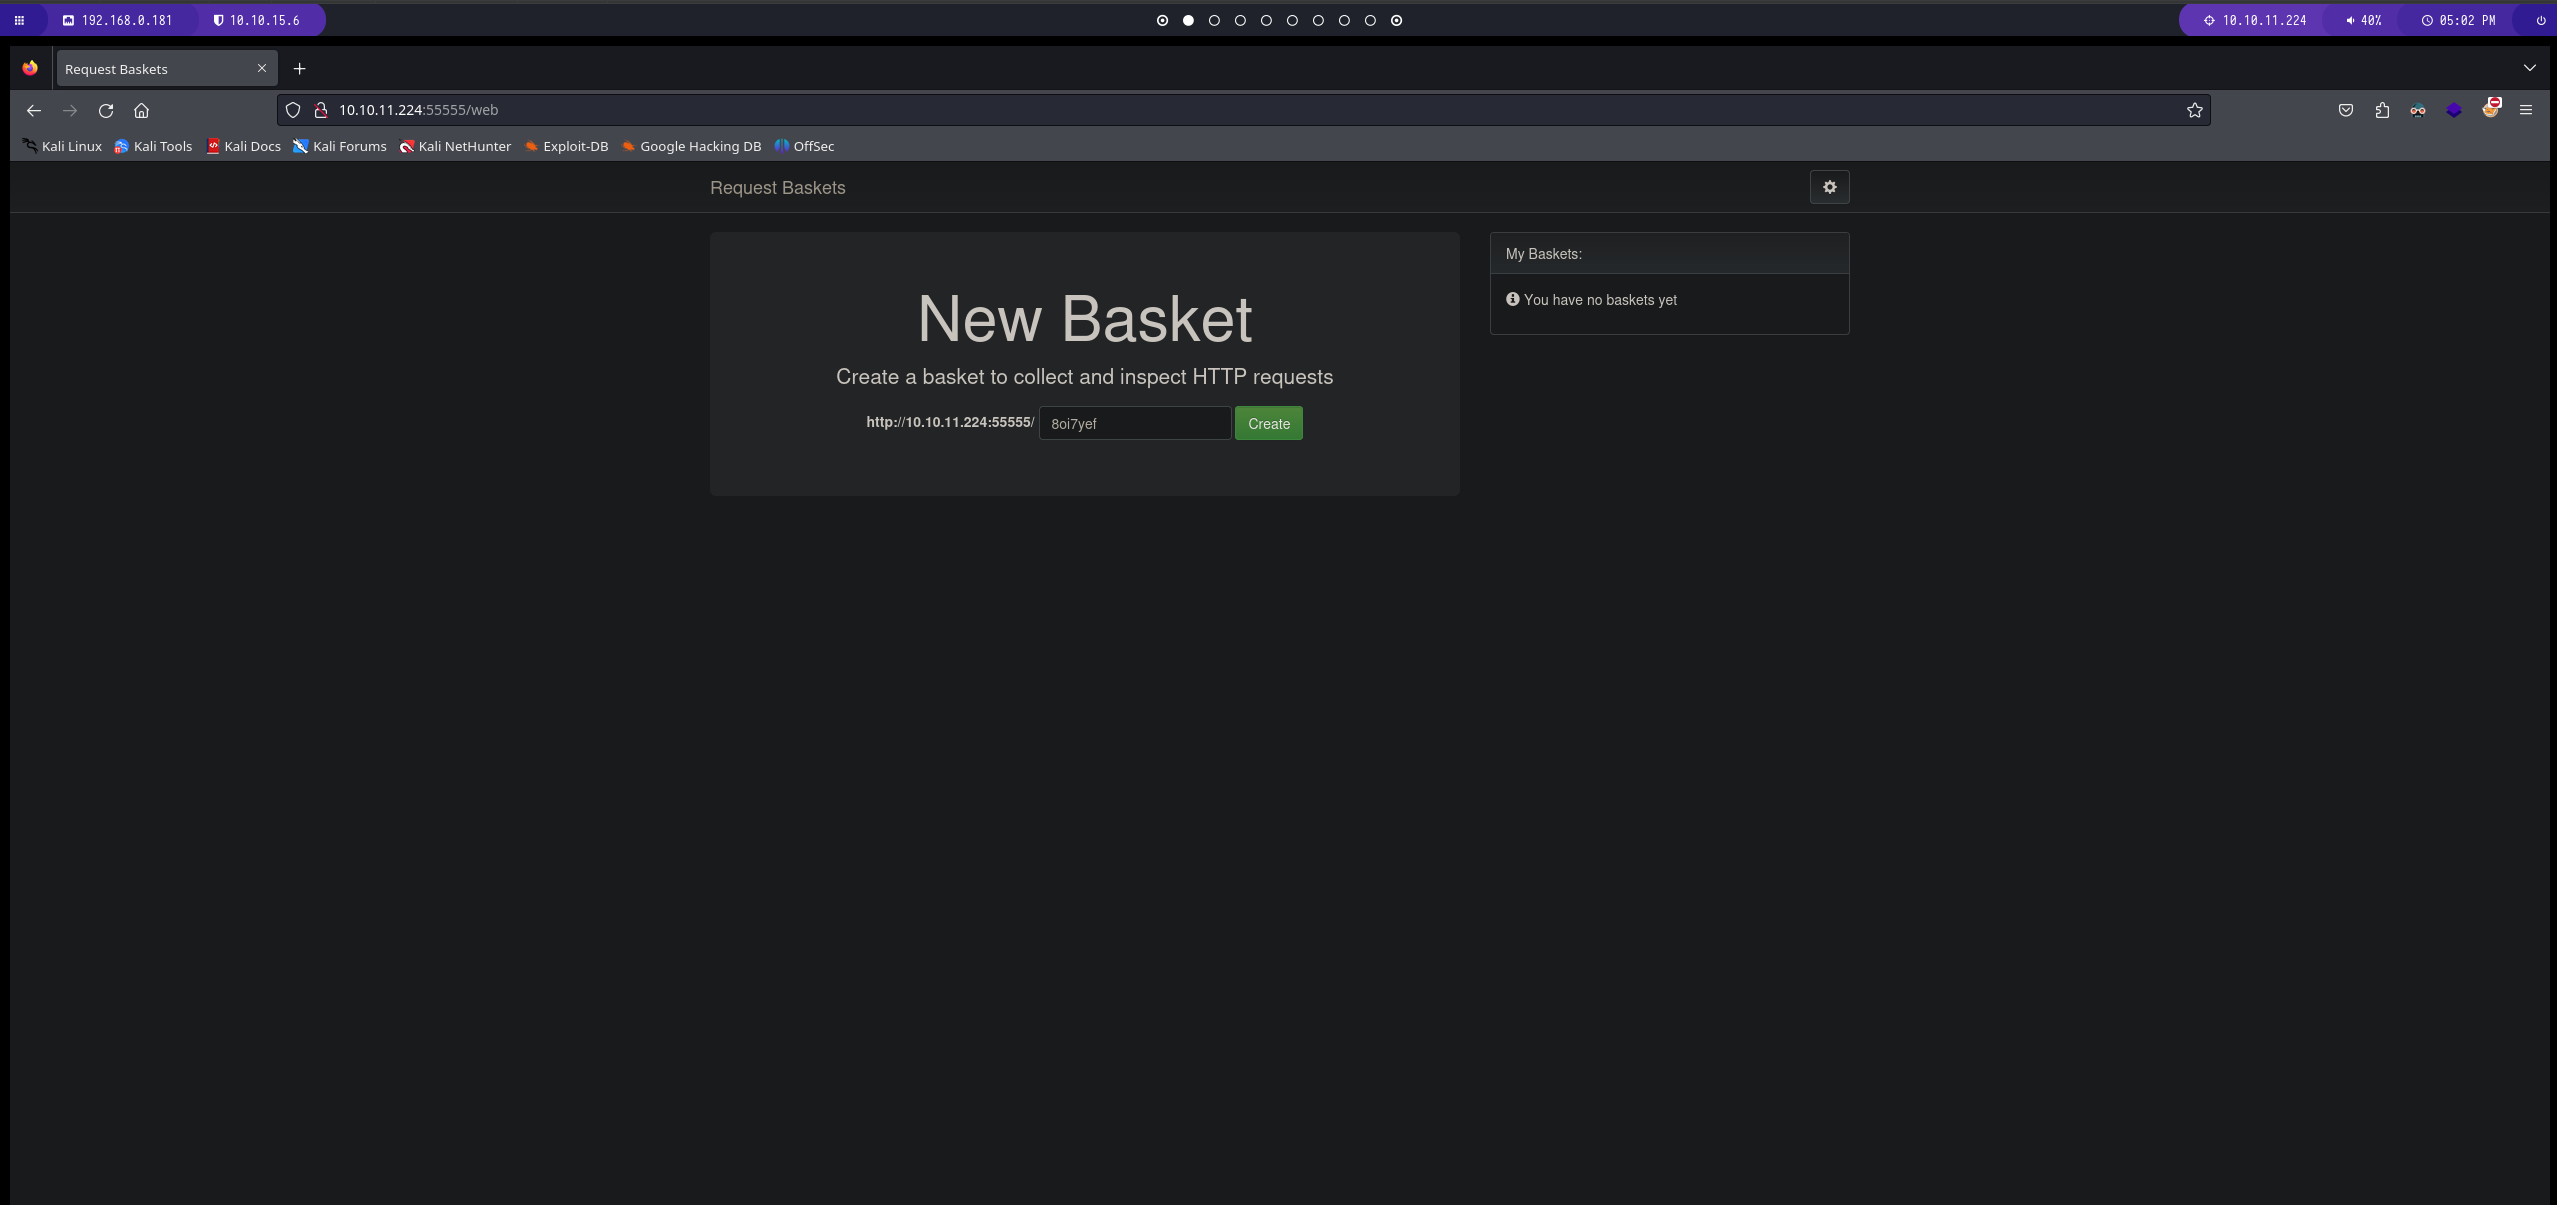 192.168.0.181 10.10.15.6 10.10.11.224 40% 05:02 PM
Request Baskets
10.10.11.224:55555/web
Kali Linux Kali Tools Kali Docs Kali Forums Kali NetHunter Exploit-DB Google Hacking DB OffSec
Request Baskets
New Basket
Create a basket to collect and inspect HTTP requests
http://10.10.11.224:55555/ 8oi7yef Create
My Baskets:
You have no baskets yet